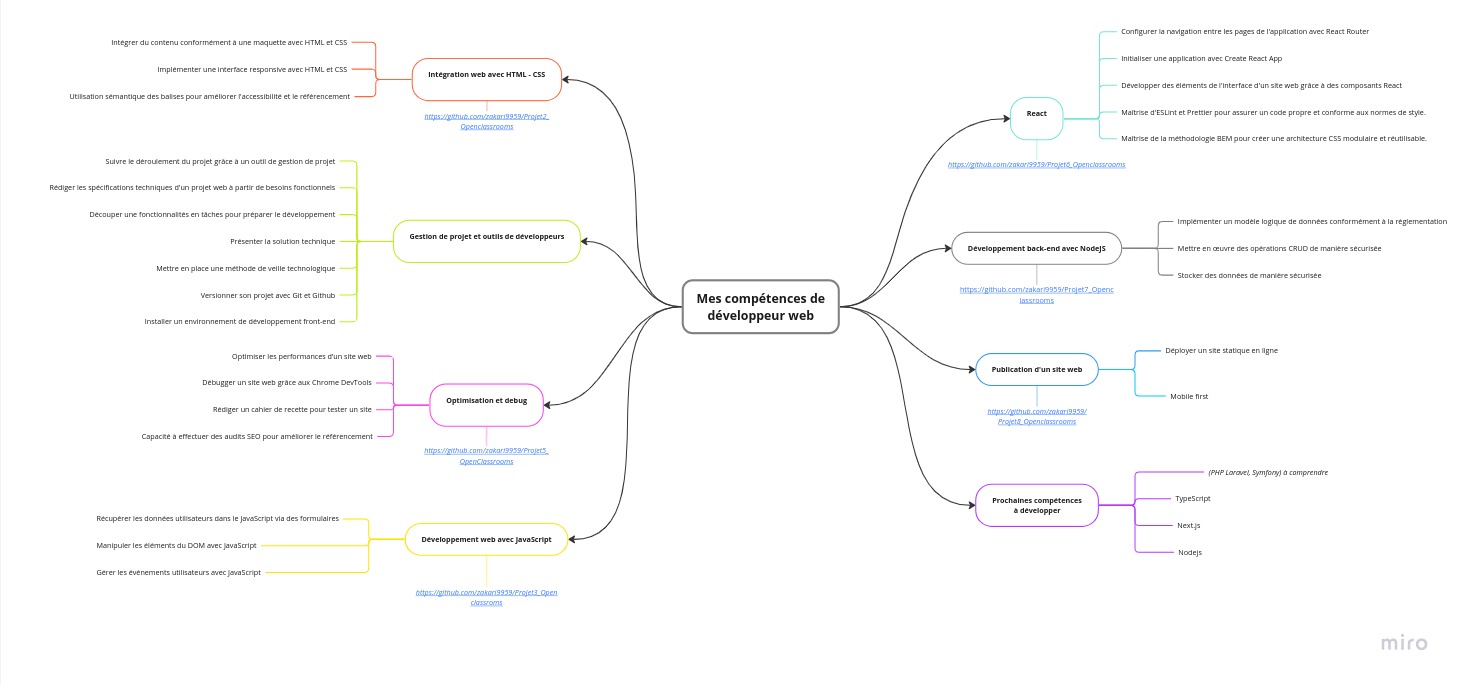 Mes compétences de
développeur web
Intégration web avec HTML - CSS
https://github.com/zakari9959/Projet2_
Openclassrooms
Intégrer du contenu conformément à une maquette avec HTML et CSS
Implémenter une interface responsive avec HTML et CSS
Utilisation sémantique des balises pour améliorer l'accessibilité et le référencement
Gestion de projet et outils de développeurs
Suivre le déroulement du projet grâce à un outil de gestion de projet
Rédiger les spécifications techniques d'un projet web à partir de besoins fonctionnels
Découper une fonctionnalités en tâches pour préparer le développement
Présenter la solution technique
Mettre en place une méthode de veille technologique
Versionner son projet avec Git et Github
Installer un environnement de développement front-end
Optimisation et debug
https://github.com/zakari9959/Projet5_
OpenClassrooms
Optimiser les performances d'un site web
Débugger un site web grâce aux Chrome DevTools
Rédiger un cahier de recette pour tester un site
Capacité à effectuer des audits SEO pour améliorer le référencement
Développement web avec JavaScript
https://github.com/zakari9959/Projet3_Open
classroms
Récupérer les données utilisateurs dans le JavaScript via des formulaires
Manipuler les éléments du DOM avec JavaScript
Gérer les événements utilisateurs avec JavaScript
React
https://github.com/zakari9959/Projet6_Openclassrooms
Configurer la navigation entre les pages de l'application avec React Router
Initialiser une application avec Create React App
Développer des éléments de l'interface d'un site web grâce à des composants React
Maîtrise d'ESLint et Prettier pour assurer un code propre et conforme aux normes de style.
Maîtrise de la méthodologie BEM pour créer une architecture CSS modulaire et réutilisable.
Développement back-end avec NodeJS
https://github.com/zakari9959/Projet7_Openc
lassrooms
Implémenter un modèle logique de données conformément à la réglementation
Mettre en œuvre des opérations CRUD de manière sécurisée
Stocker des données de manière sécurisée
Publication d'un site web
https://github.com/zakari9959/
Projet8_Openclassrooms
Déployer un site statique en ligne
Mobile first
Prochaines compétences
à développer
(PHP Laravel, Symfony) à comprendre
TypeScript
Next.js
Nodejs
miro